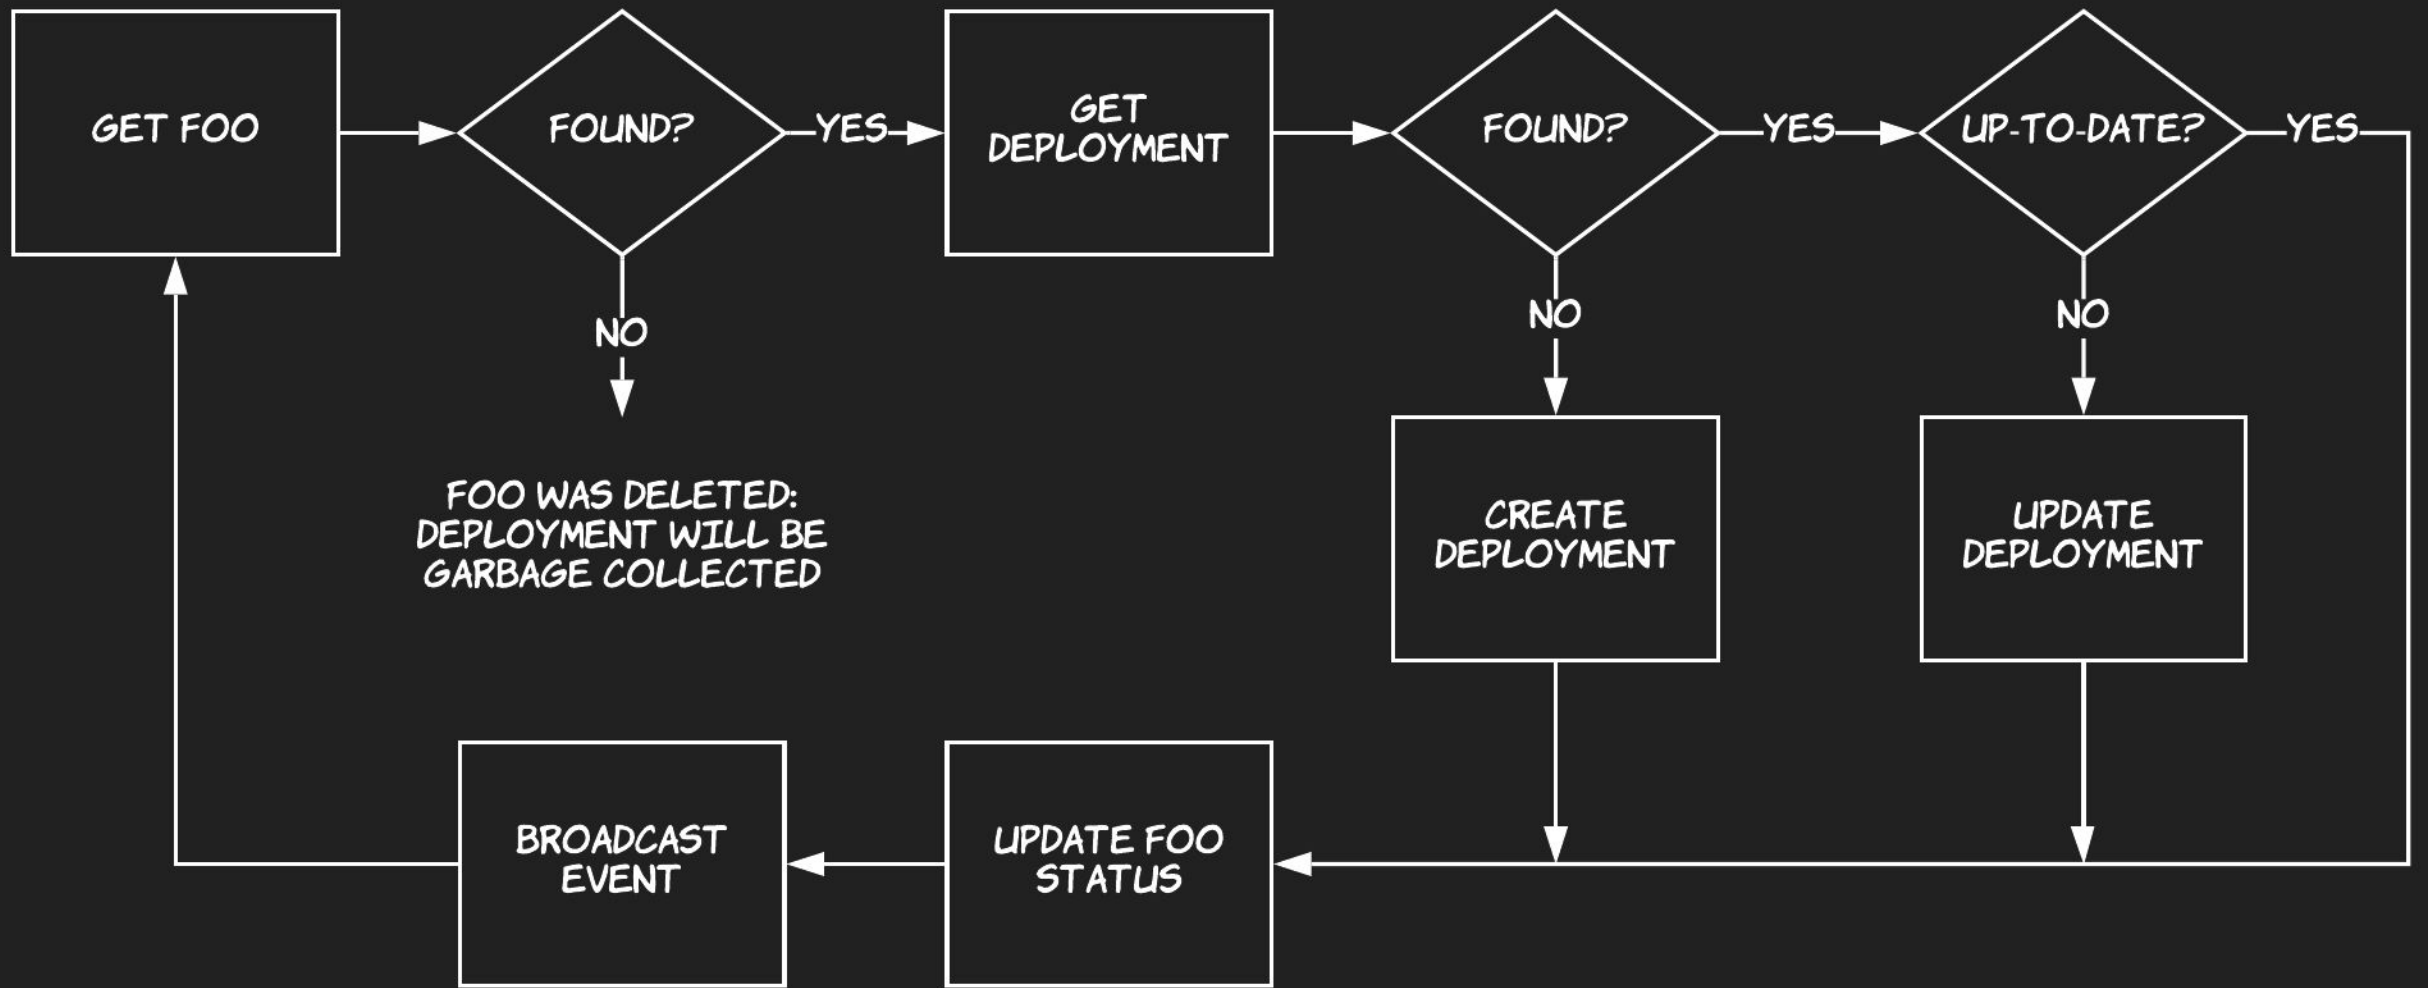 GET FOO
FOUND?
YES
GET
DEPLOYMENT
FOUND?
YES
UP-TO-DATE?
YES
NO
NO
NO
FOO WAS DELETED:
DEPLOYMENT WILL BE
GARBAGE COLLECTED
CREATE
DEPLOYMENT
UPDATE
DEPLOYMENT
BROADCAST
EVENT
UPDATE FOO
STATUS